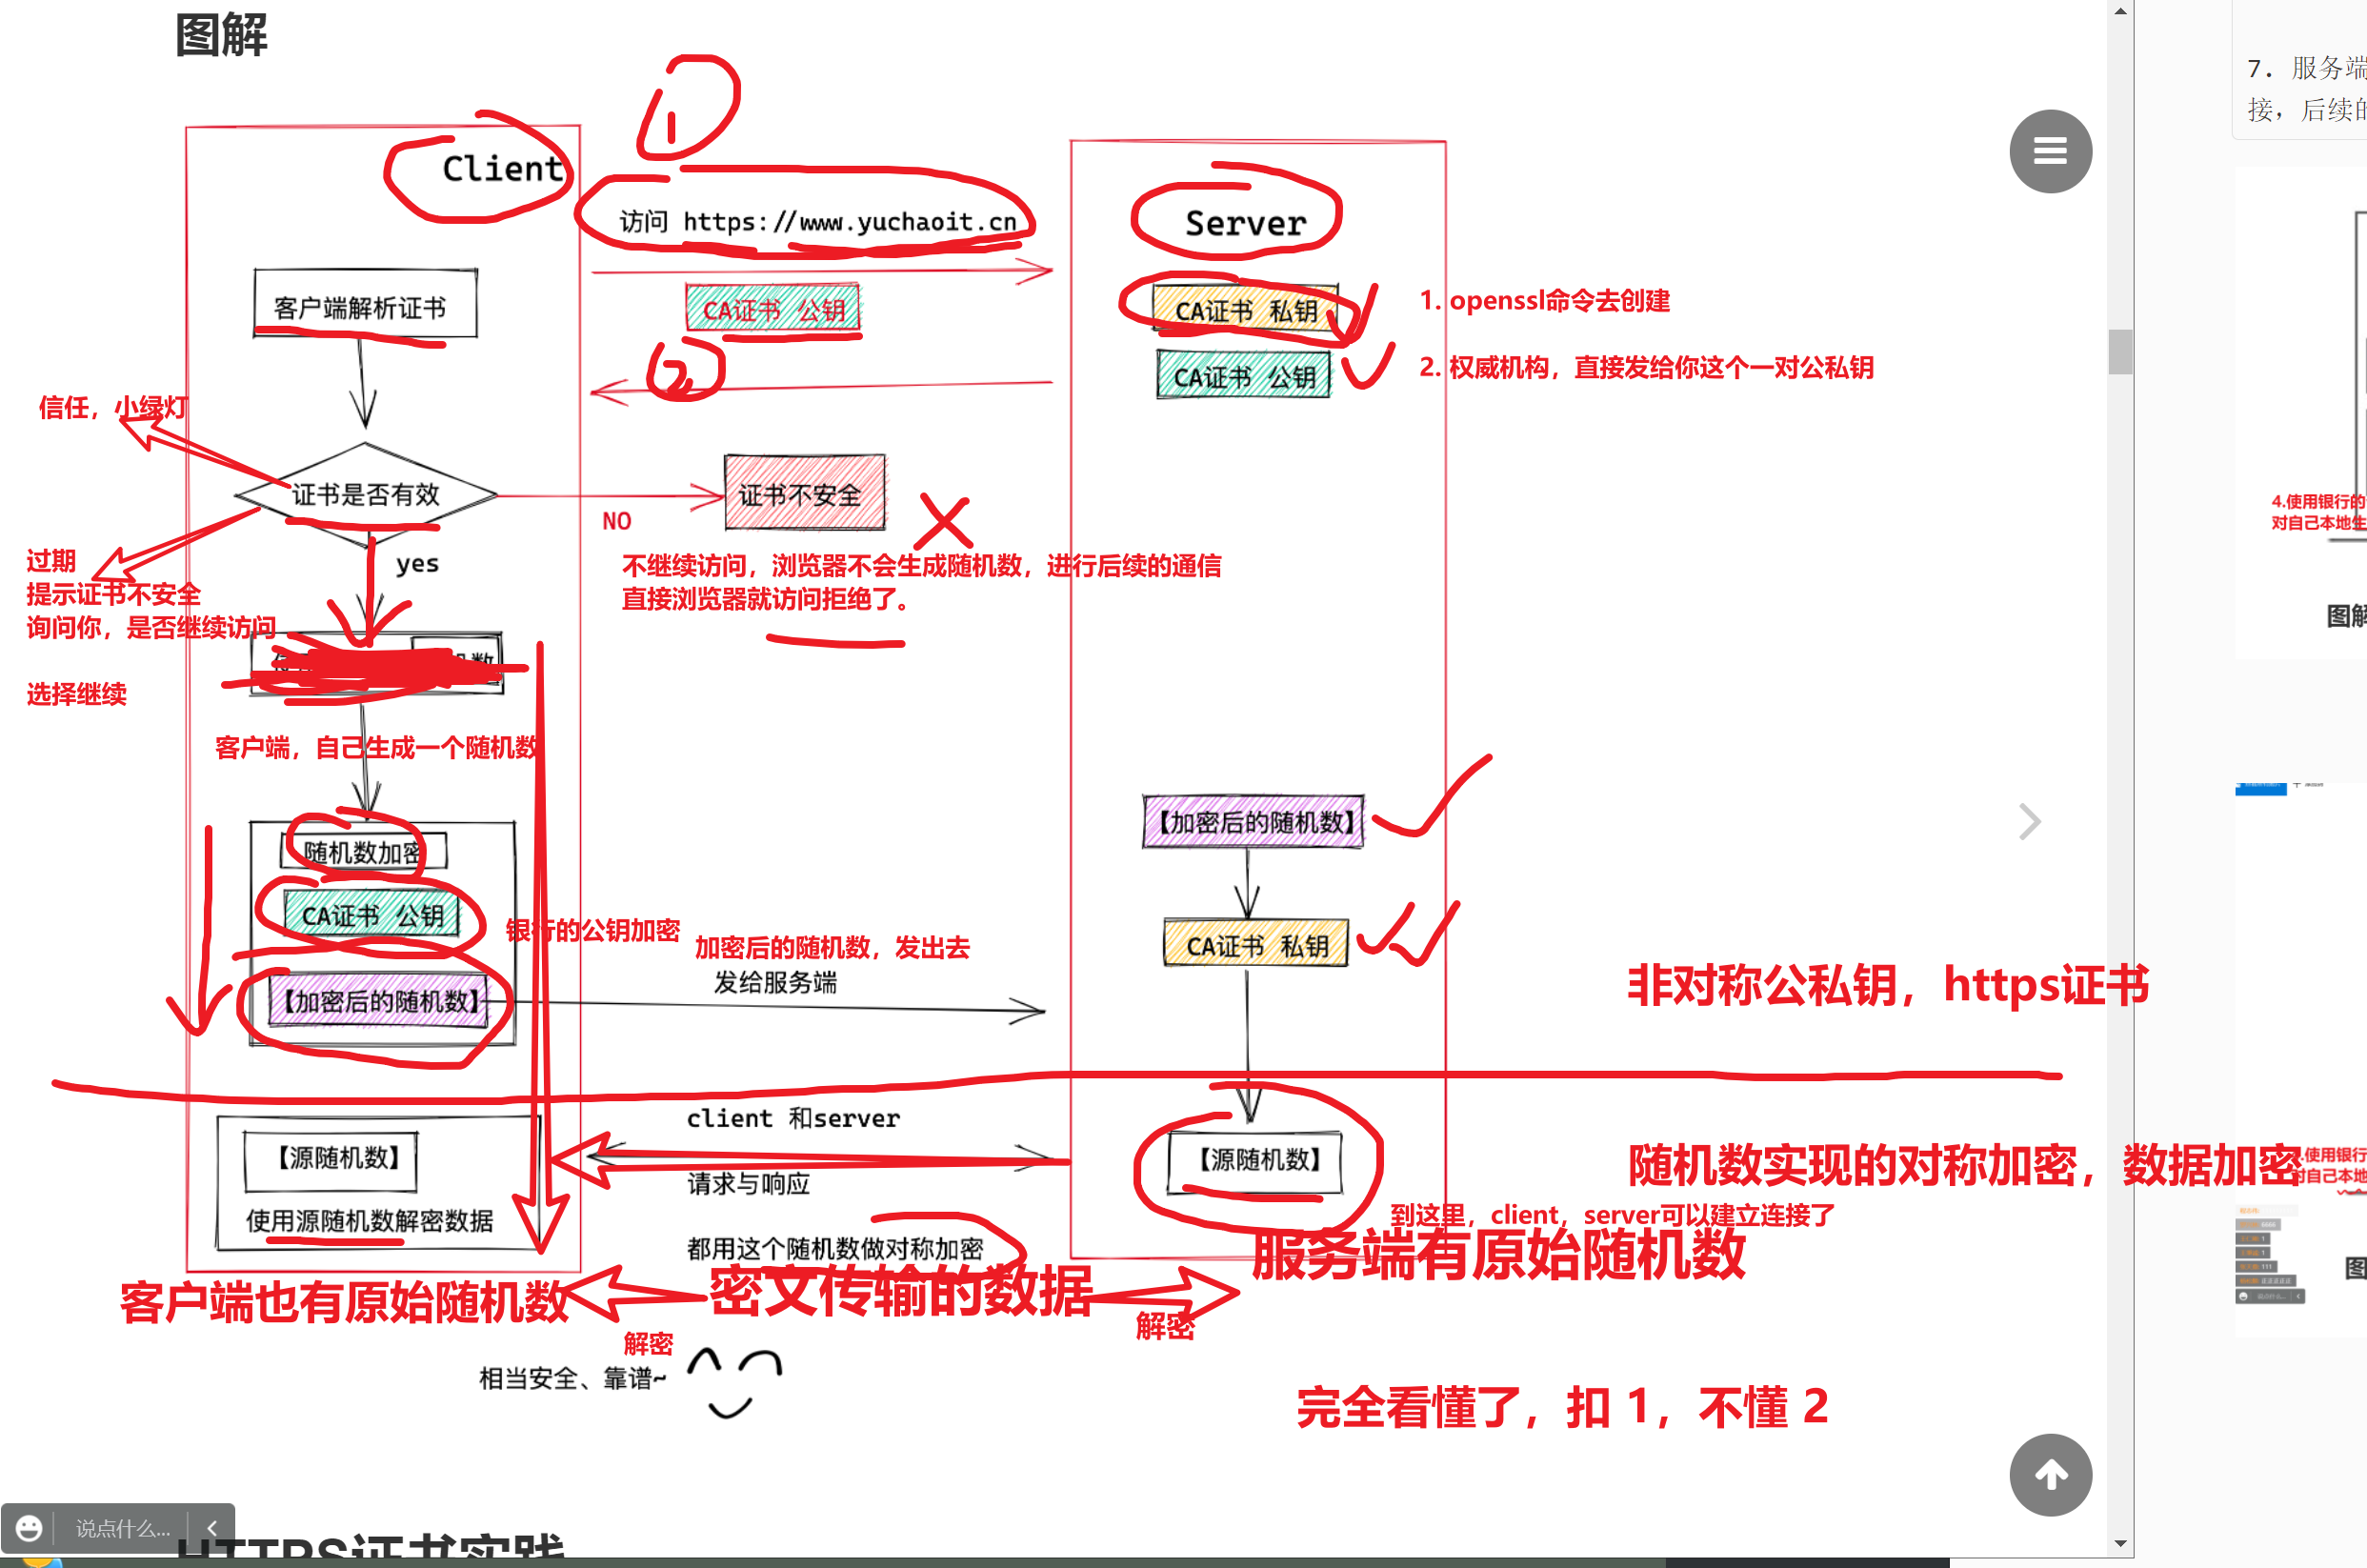 图解
Client
访问 https://www.yuchaoit.cn
Server
客户端解析证书
CA证书 公钥
CA证书 私钥
CA证书 公钥
1. openssl命令去创建
2. 权威机构，直接发给你这个一对公私钥
1
2
信任，小绿灯
证书是否有效
NO
证书不安全
yes
过期
提示证书不安全
询问你，是否继续访问
选择继续
不继续访问，浏览器不会生成随机数，进行后续的通信
直接浏览器就访问拒绝了。
客户端，自己生成一个随机数
随机数加密
CA证书 公钥
【加密后的随机数】
银行的公钥加密
加密后的随机数，发出去
发给服务端
【加密后的随机数】
CA证书 私钥
非对称公私钥，https证书
client 和server
请求与响应
都用这个随机数做对称加密
【源随机数】
使用源随机数解密数据
【源随机数】
随机数实现的对称加密，数据加密
到这里，client，server可以建立连接了
服务端有原始随机数
客户端也有原始随机数
密文传输的数据
解密
解密
相当安全、靠谱~
完全看懂了，扣 1，不懂 2
说点什么...
HTTPS证书实践
7. 服务端
接，后续的
4.使用银行的
对自己本地生
图解
使用银行
对自己本地
图